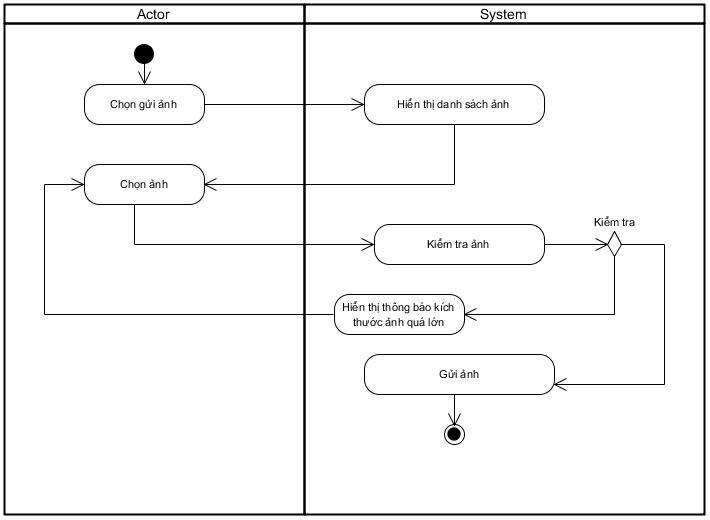 Actor
System
Chọn gửi ảnh
Hiển thị danh sách ảnh
Chọn ảnh
Kiểm tra
Kiểm tra ảnh
Hiển thị thông báo kích
thước ảnh quá lớn
Gửi ảnh